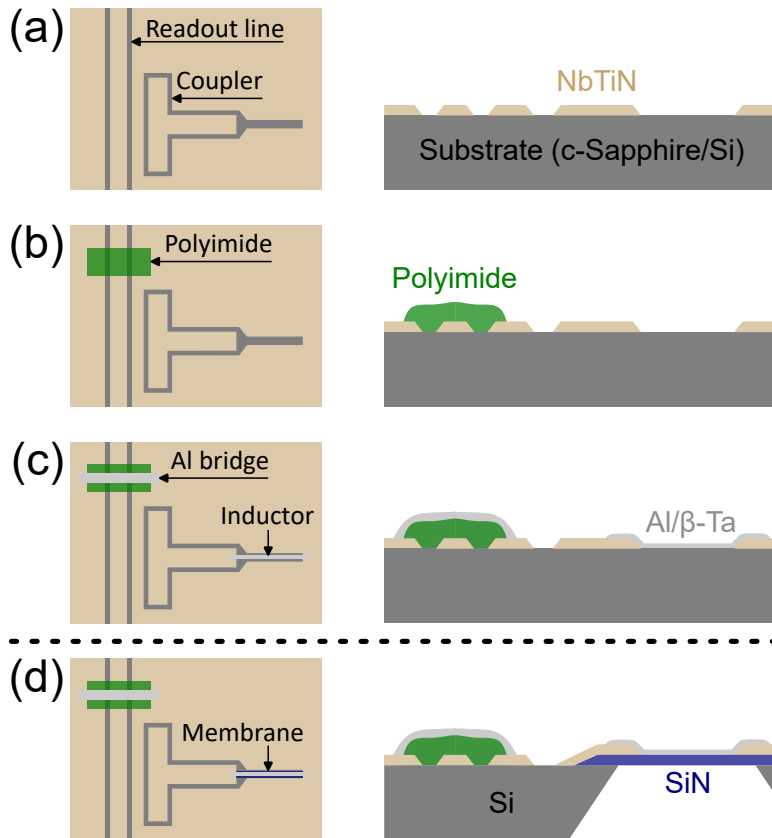 (a)
Readout line
Coupler
NbTiN
Substrate (c-Sapphire/Si)
(b)
Polyimide
Polyimide
(c)
Al bridge
Inductor
Al/β-Ta
(d)
Membrane
Si
SiN